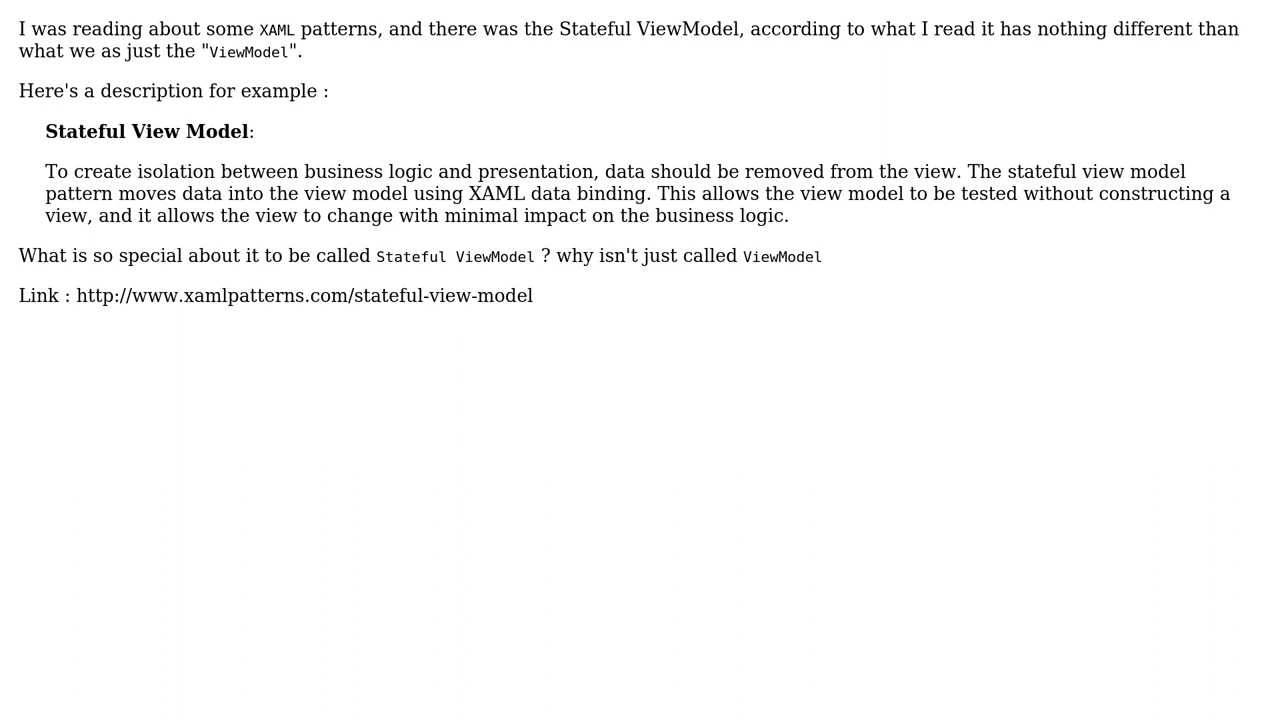 I was reading about some XAML patterns, and there was the Stateful ViewModel, according to what I read it has nothing different than
what we as just the "ViewModel".
Here's a description for example :
Stateful View Model:
To create isolation between business logic and presentation, data should be removed from the view. The stateful view model
pattern moves data into the view model using XAML data binding. This allows the view model to be tested without constructing a
view, and it allows the view to change with minimal impact on the business logic.
What is so special about it to be called Stateful ViewModel ? why isn't just called ViewModel
Link : http://www.xamlpatterns.com/stateful-view-model